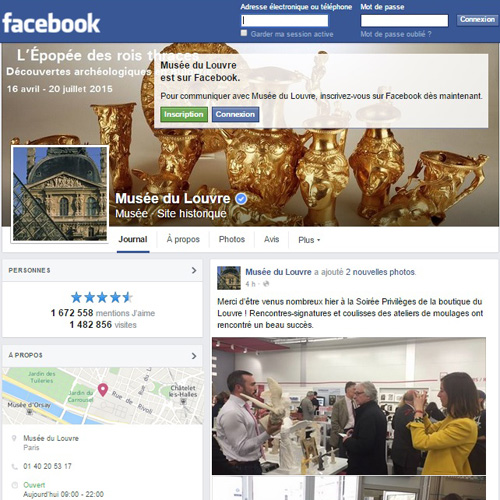 facebook
Adresse électronique ou téléphone
Mot de passe
Connexion
Garder ma session active
Mot de passe oublié ?
L'Épopée des rois thraces
Découvertes archéologiques
16 avril - 20 juillet 2015
Musée du Louvre
est sur Facebook.
Pour communiquer avec Musée du Louvre, inscrivez-vous sur Facebook dès maintenant.
Inscription
Connexion
Musée du Louvre
Musée · Site historique
Journal
À propos
Photos
Avis
Plus
PERSONNES
1 672 558 mentions J'aime
1 482 856 visites
À PROPOS
Jardin des
Tuileries
Jardin du
Carrousel
Rue de Rivoli
Châtelet
-les-Halles
Musée d'Orsay
Musée du Louvre
Paris
01 40 20 53 17
Ouvert
Aujourd'hui 09:00 - 22:00
Musée du Louvre a ajouté 2 nouvelles photos.
4 h ·
Merci d'être venus nombreux hier à la Soirée Privilèges de la boutique du
Louvre ! Rencontres-signatures et coulisses des ateliers de moulages ont
rencontré un beau succès.